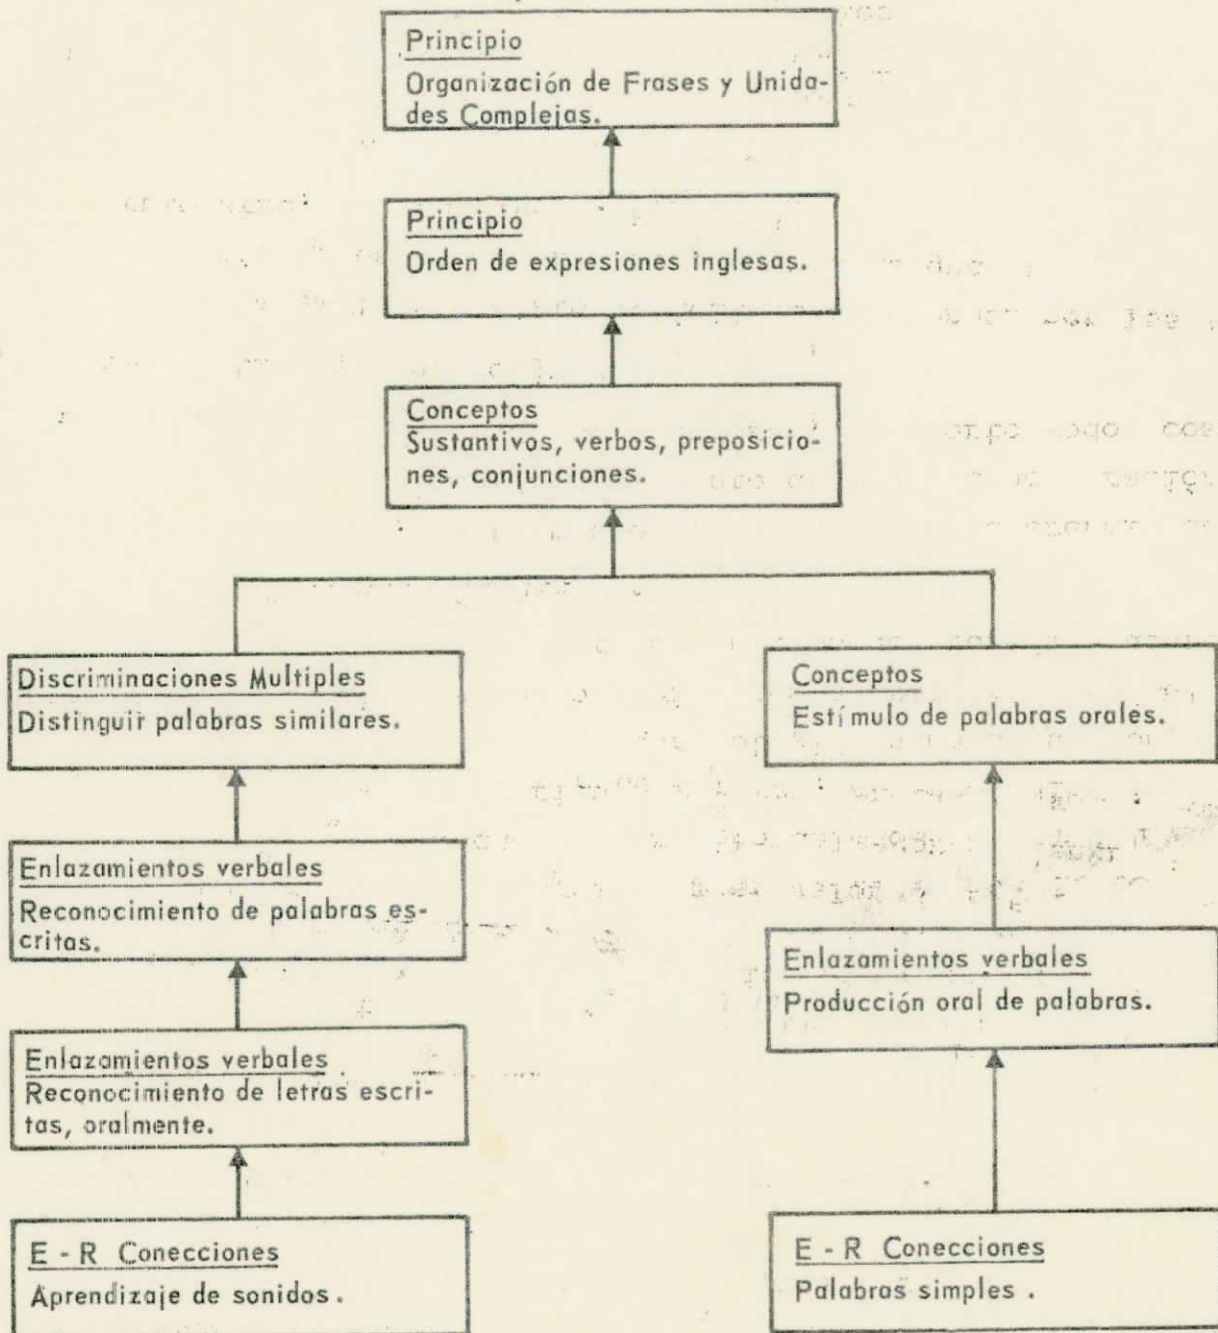 Principio
Organización de Frases y Unida-
des Complejas.
Principio
Orden de expresiones inglesas.
Conceptos
Sustantivos, verbos, preposicio-
nes, conjunciones.
Discriminaciones Multiples
Distinguir palabras similares.
Enlazamientos verbales
Reconocimiento de palabras es-
critas.
Enlazamientos verbales
Reconocimiento de letras escri-
tas, oralmente.
E - R Conecciones
Aprendizaje de sonidos .
Conceptos
Estímulo de palabras orales.
Enlazamientos verbales
Producción oral de palabras.
E - R Conecciones
Palabras simples .